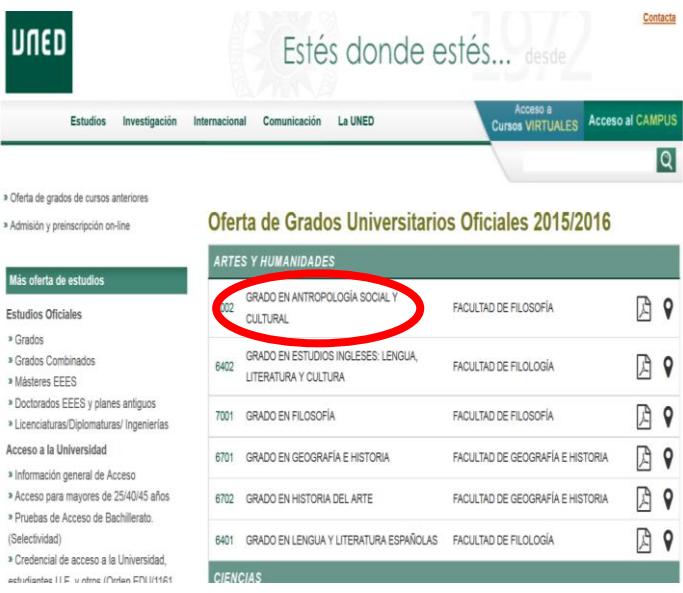 Contacta
UNED
Estés donde estés... desde 1972
Estudios Investigación Internacional Comunicación La UNED
Acceso a
Cursos VIRTUALES
Acceso al CAMPUS
» Oferta de grados de cursos anteriores
» Admisión y preinscripción on-line
Más oferta de estudios
Estudios Oficiales
» Grados
» Grados Combinados
» Másteres EEES
» Doctorados EEES y planes antiguos
» Licenciaturas/Diplomaturas/ Ingenierías
Acceso a la Universidad
» Información general de Acceso
» Acceso para mayores de 25/40/45 años
» Pruebas de Acceso de Bachillerato.
(Selectividad)
» Credencial de acceso a la Universidad,
estudiantes U.E. y otros (Orden EDU/1161
Oferta de Grados Universitarios Oficiales 2015/2016
ARTES Y HUMANIDADES
002 GRADO EN ANTROPOLOGÍA SOCIAL Y
CULTURAL
FACULTAD DE FILOSOFÍA
6402 GRADO EN ESTUDIOS INGLESES: LENGUA,
LITERATURA Y CULTURA
FACULTAD DE FILOLOGÍA
7001 GRADO EN FILOSOFÍA FACULTAD DE FILOSOFÍA
6701 GRADO EN GEOGRAFÍA E HISTORIA FACULTAD DE GEOGRAFÍA E HISTORIA
6702 GRADO EN HISTORIA DEL ARTE FACULTAD DE GEOGRAFÍA E HISTORIA
6401 GRADO EN LENGUA Y LITERATURA ESPAÑOLAS FACULTAD DE FILOLOGÍA
CIENCIAS